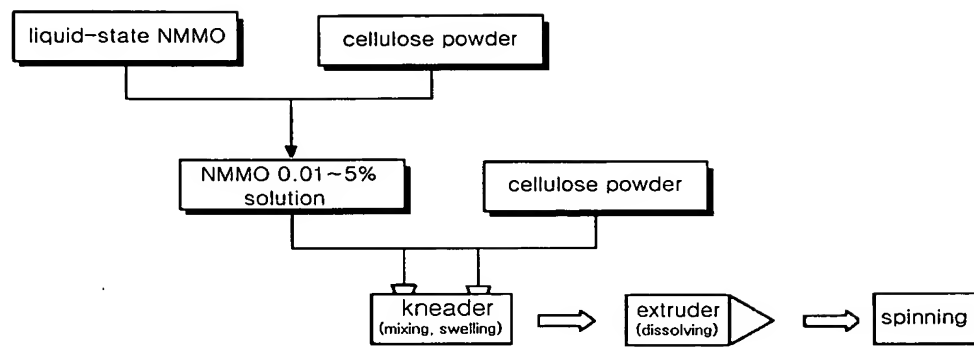 liquid-state NMMO
cellulose powder
NMMO 0.01~5%
solution
cellulose powder
kneader
(mixing, swelling)
extruder
(dissolving)
spinning